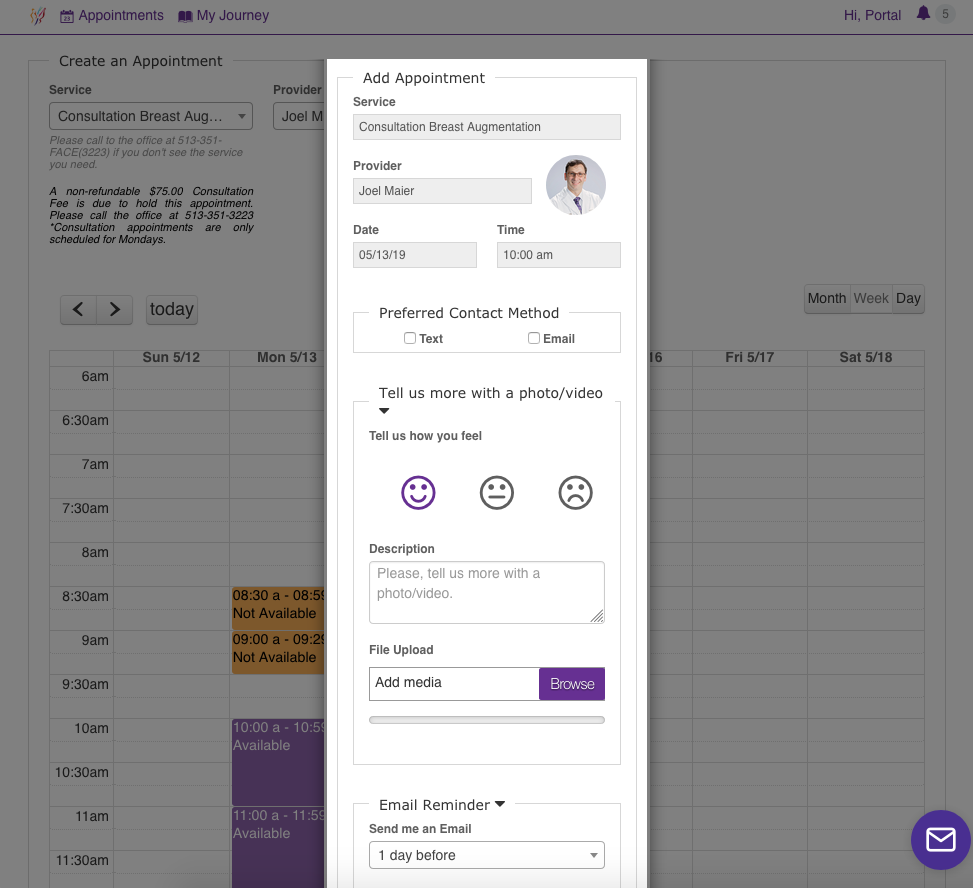 Appointments
My Journey
Hi, Portal
5
Create an Appointment
Service
Provider
Consultation Breast Aug...
Joel M
Please call to the office at 513-351-
FACE(3223) if you don't see the service
you need.
A non-refundable $75.00 Consultation
Fee is due to hold this appointment.
Please call the office at 513-351-3223
*Consultation appointments are only
scheduled for Mondays.
today
Month
Week
Day
Sun 5/12
Mon 5/13
16
Fri 5/17
Sat 5/18
6am
6:30am
7am
7:30am
8am
8:30am
08:30 a - 08:59
Not Available
9am
09:00 a - 09:29
Not Available
9:30am
10am
10:00 a - 10:59
Available
10:30am
11am
11:00 a - 11:59
Available
11:30am
Add Appointment
Service
Consultation Breast Augmentation
Provider
Joel Maier
Date
Time
05/13/19
10:00 am
Preferred Contact Method
Text
Email
Tell us more with a photo/video
Tell us how you feel
Description
Please, tell us more with a
photo/video.
File Upload
Add media
Browse
Email Reminder
Send me an Email
1 day before